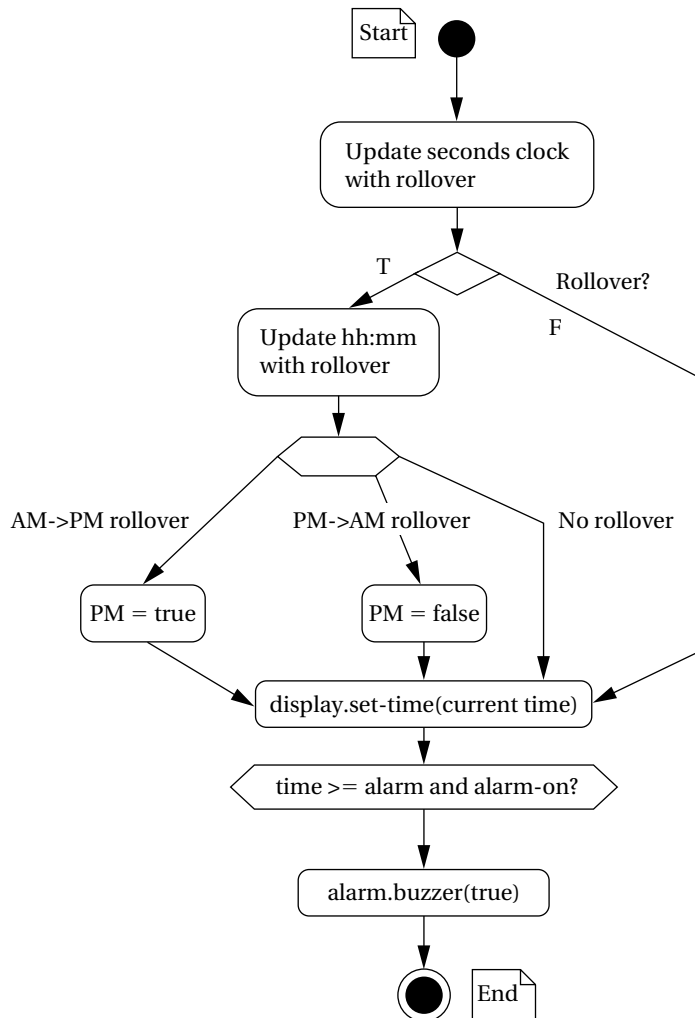 Start
Update seconds clock
with rollover
T
Rollover?
F
Update hh:mm
with rollover
AM->PM rollover
PM->AM rollover
No rollover
PM = true
PM = false
display.set-time(current time)
time >= alarm and alarm-on?
alarm.buzzer(true)
End